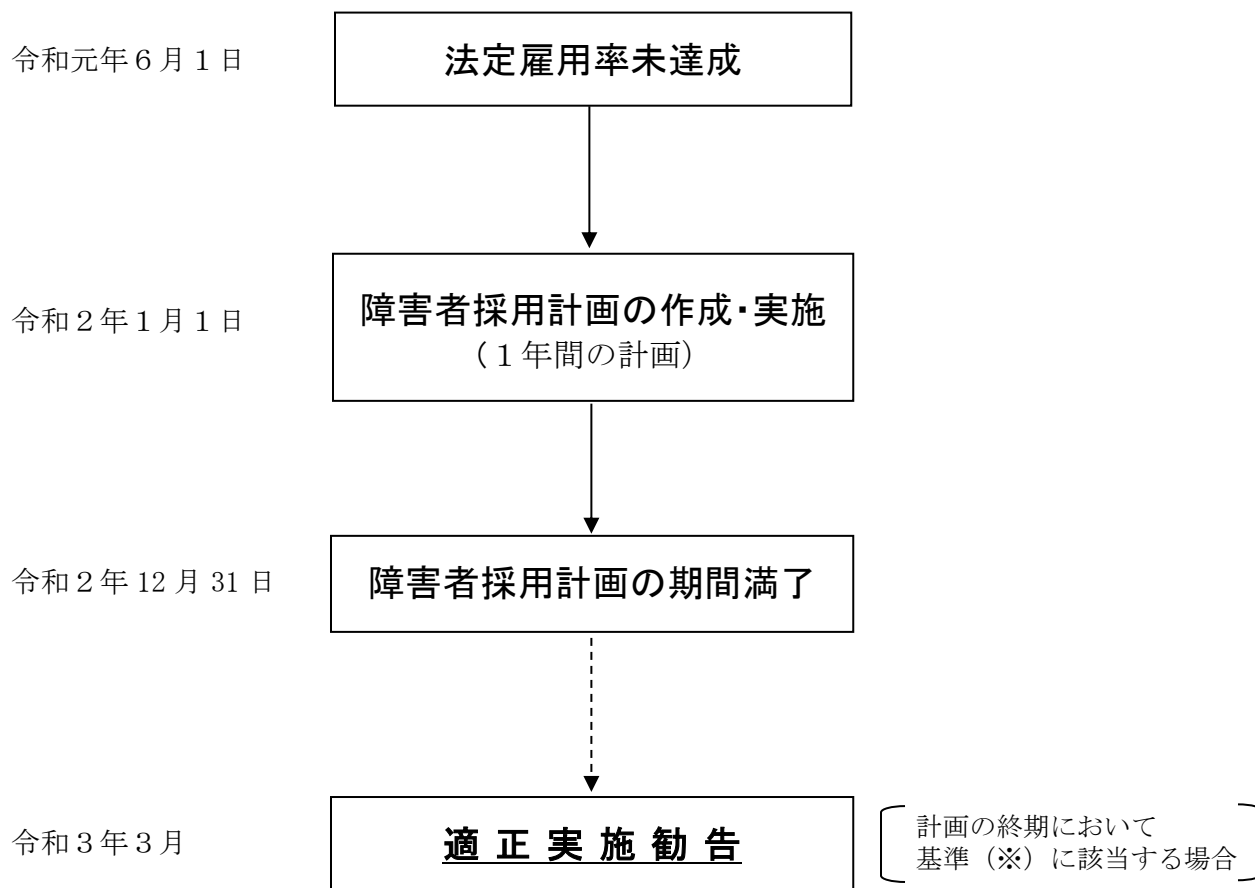 令和元年６月１日
法定雇用率未達成
令和２年１月１日
障害者採用計画の作成・実施
（１年間の計画）
令和２年 12 月 31 日
障害者採用計画の期間満了
令和３年３月
適 正 実 施 勧 告
計画の終期において
基準（※）に該当する場合